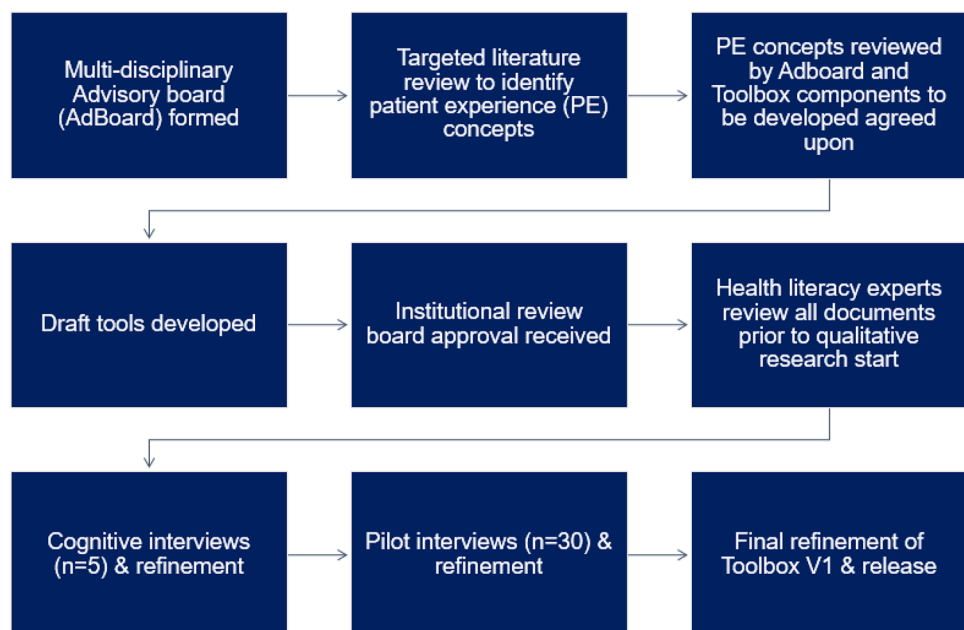 Multi-disciplinary
Advisory board
(AdBoard) formed
Targeted literature
review to identify
patient experience (PE)
concepts
PE concepts reviewed
by Adboard and
Toolbox components to
be developed agreed
upon
Draft tools developed
Institutional review
board approval received
Health literacy experts
review all documents
prior to qualitative
research start
Cognitive interviews
(n=5) & refinement
Pilot interviews (n=30) &
refinement
Final refinement of
Toolbox V1 & release